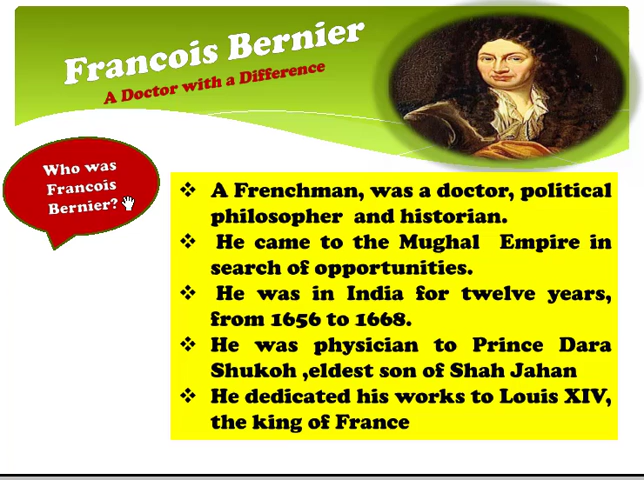 Francois Bernier
A Doctor with a Difference
Who was
Francois
Bernier?
❖ A Frenchman, was a doctor, political
philosopher and historian.
❖ He came to the Mughal Empire in
search of opportunities.
❖ He was in India for twelve years,
from 1656 to 1668.
❖ He was physician to Prince Dara
Shukoh ,eldest son of Shah Jahan
❖ He dedicated his works to Louis XIV,
the king of France